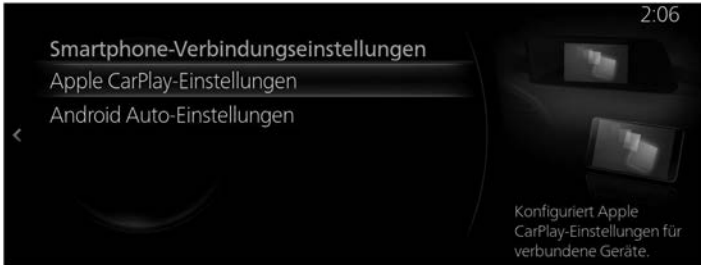 2:06
Smartphone-Verbindungseinstellungen
Apple CarPlay-Einstellungen
Android Auto-Einstellungen
Konfiguriert Apple
CarPlay-Einstellungen für
verbundene Geräte.